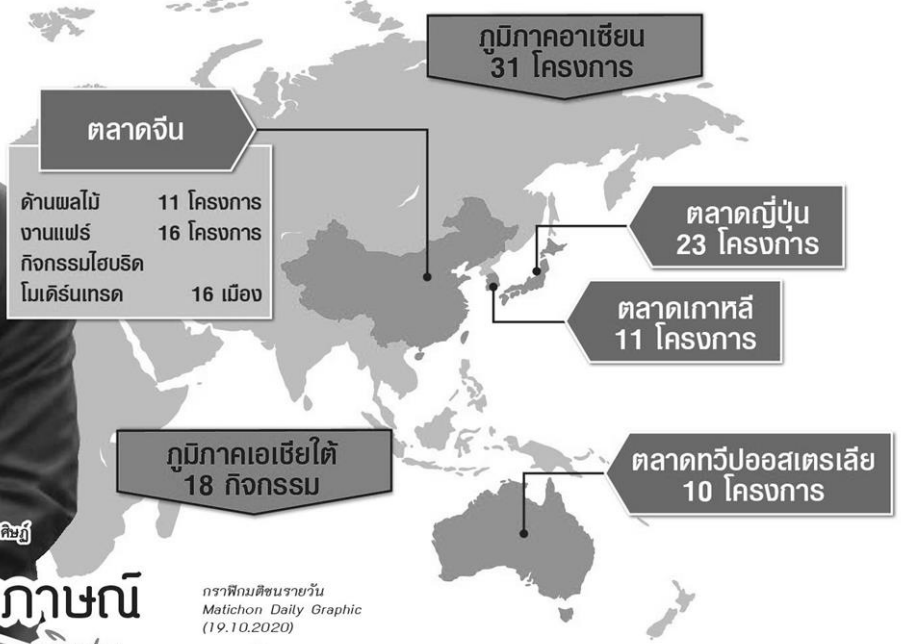 ภูมิภาคอาเซียน
31 โครงการ
ตลาดจีน
ด้านผลไม้ 11 โครงการ
งานแฟร์ 16 โครงการ
กิจกรรมไฮบริด
โมเดิร์นเทรด 16 เมือง
ตลาดญี่ปุ่น
23 โครงการ
ตลาดเกาหลี
11 โครงการ
ภูมิภาคเอเชียใต้
18 กิจกรรม
ตลาดทวีปออสเตรเลีย
10 โครงการ
ศิษฏ์
ภาษณ์
กราฟิกมติชนรายวัน
Matichon Daily Graphic
(19.10.2020)